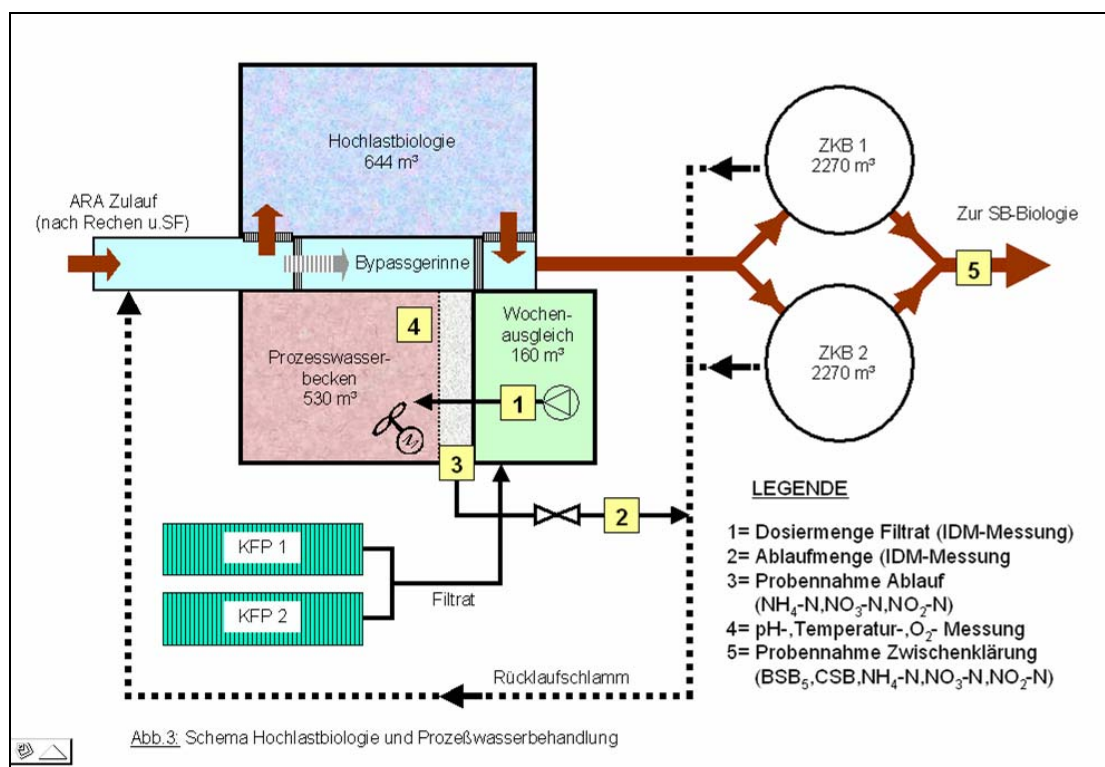 Hochlastbiologie
644 m³
ZKB 1
2270 m³
ARA Zulauf
(nach Rechen u.SF)
Zur SB-Biologie
Bypassgerinne
5
4
Wochen-
ausgleich
160 m³
Prozesswasser-
becken
530 m³
ZKB 2
2270 m³
1
M
3
2
LEGENDE
1= Dosiermenge Filtrat (IDM-Messung)
2= Ablaufmenge (IDM-Messung
3= Probennahme Ablauf
(NH₄-N,NO₃-N,NO₂-N)
4= pH-,Temperatur-,O₂- Messung
5= Probennahme Zwischenklärung
(BSB₅,CSB,NH₄-N,NO₃-N,NO₂-N)
KFP 1
KFP 2
Filtrat
Rücklaufschlamm
Abb.3: Schema Hochlastbiologie und Prozeßwasserbehandlung